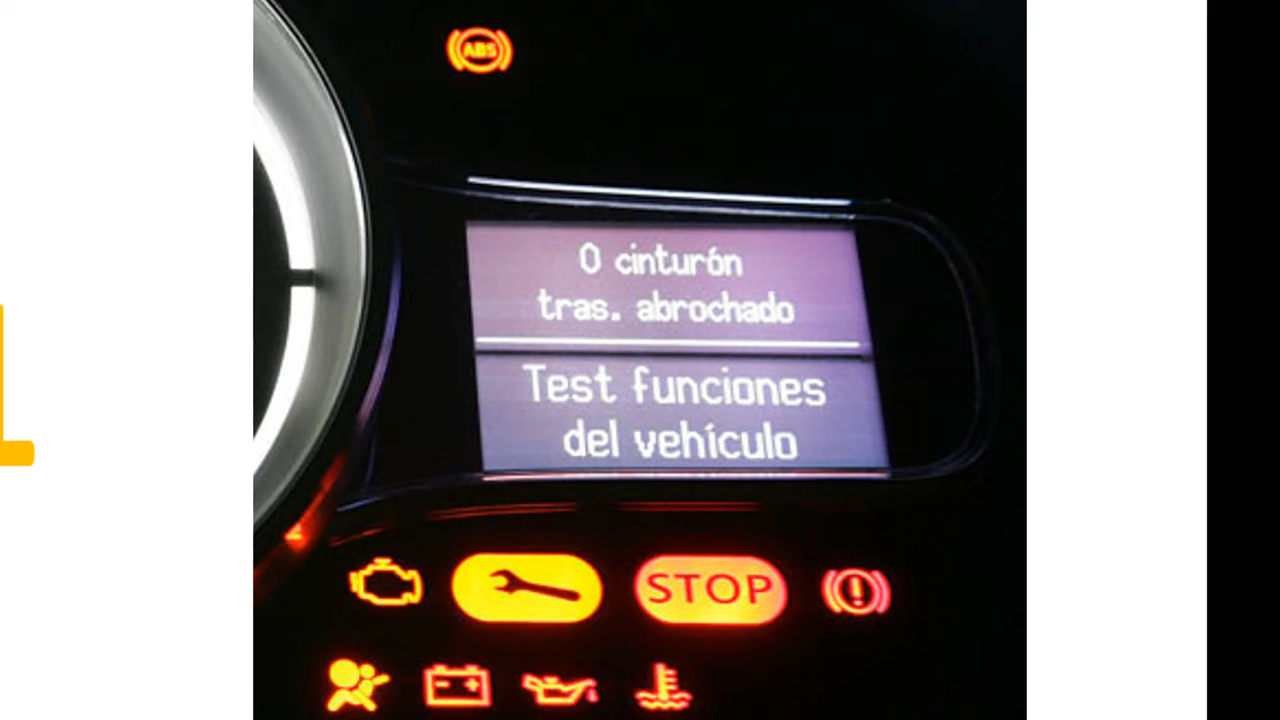 ABS
0 cinturón
tras. abrochado
Test funciones
del vehículo
STOP